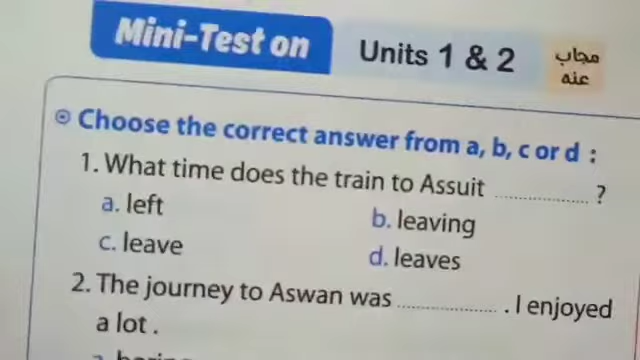 Mini-Test on Units 1 & 2 مجاب عنه
Choose the correct answer from a, b, c or d :
1. What time does the train to Assuit .................... ?
a. left b. leaving
c. leave d. leaves
2. The journey to Aswan was .................... . I enjoyed
a lot .